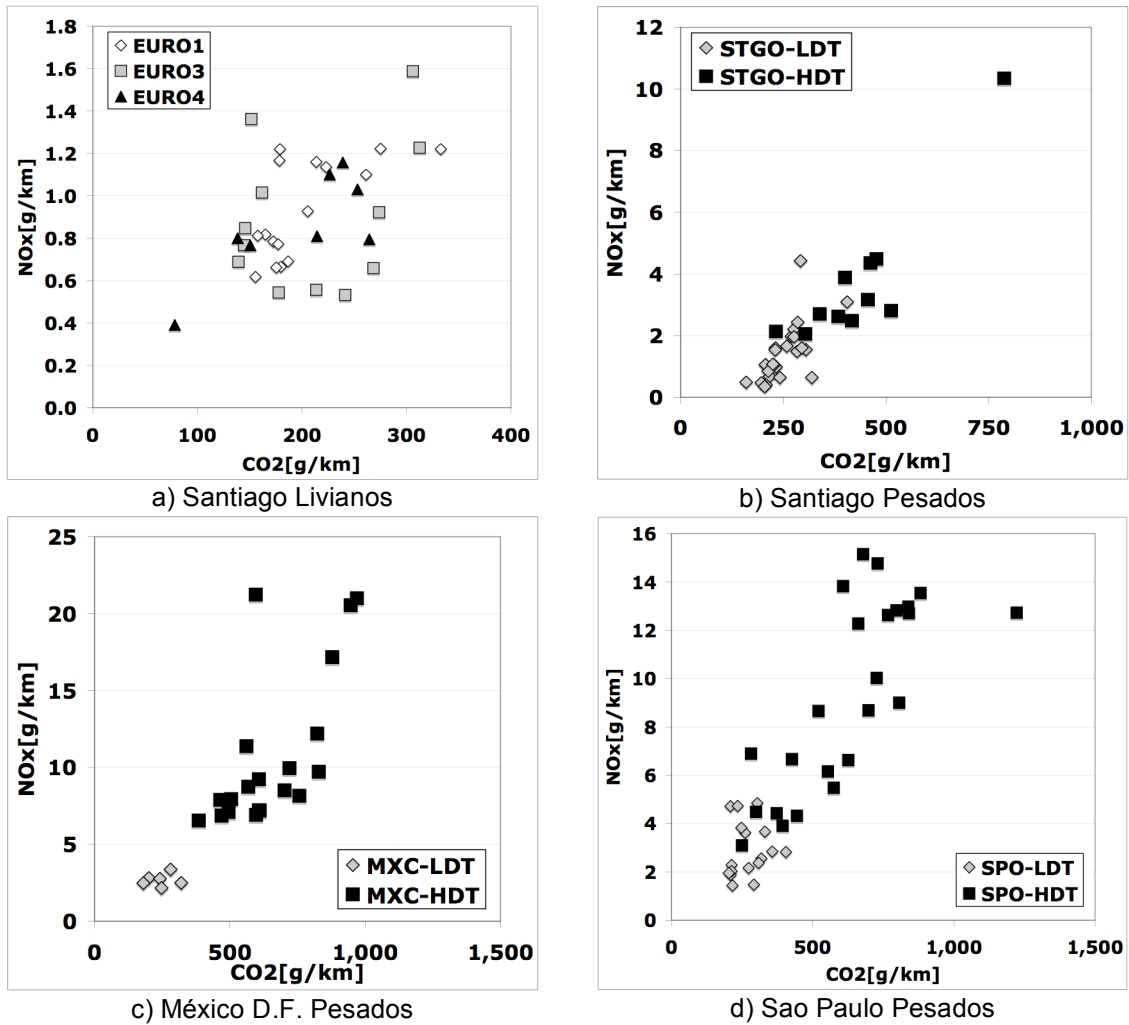 1.8
1.6
1.4
1.2
1.0
0.8
0.6
0.4
0.2
0.0
NOx[g/km]
EURO1
EURO3
EURO4
0 100 200 300 400
CO2[g/km]
a) Santiago Livianos
12
10
8
6
4
2
0
NOx[g/km]
STGO-LDT
STGO-HDT
0 250 500 750 1,000
CO2[g/km]
b) Santiago Pesados
25
20
15
10
5
0
NOx[g/km]
MXC-LDT
MXC-HDT
0 500 1,000 1,500
CO2[g/km]
c) México D.F. Pesados
16
14
12
10
8
6
4
2
0
NOx[g/km]
SPO-LDT
SPO-HDT
0 500 1,000 1,500
CO2[g/km]
d) Sao Paulo Pesados